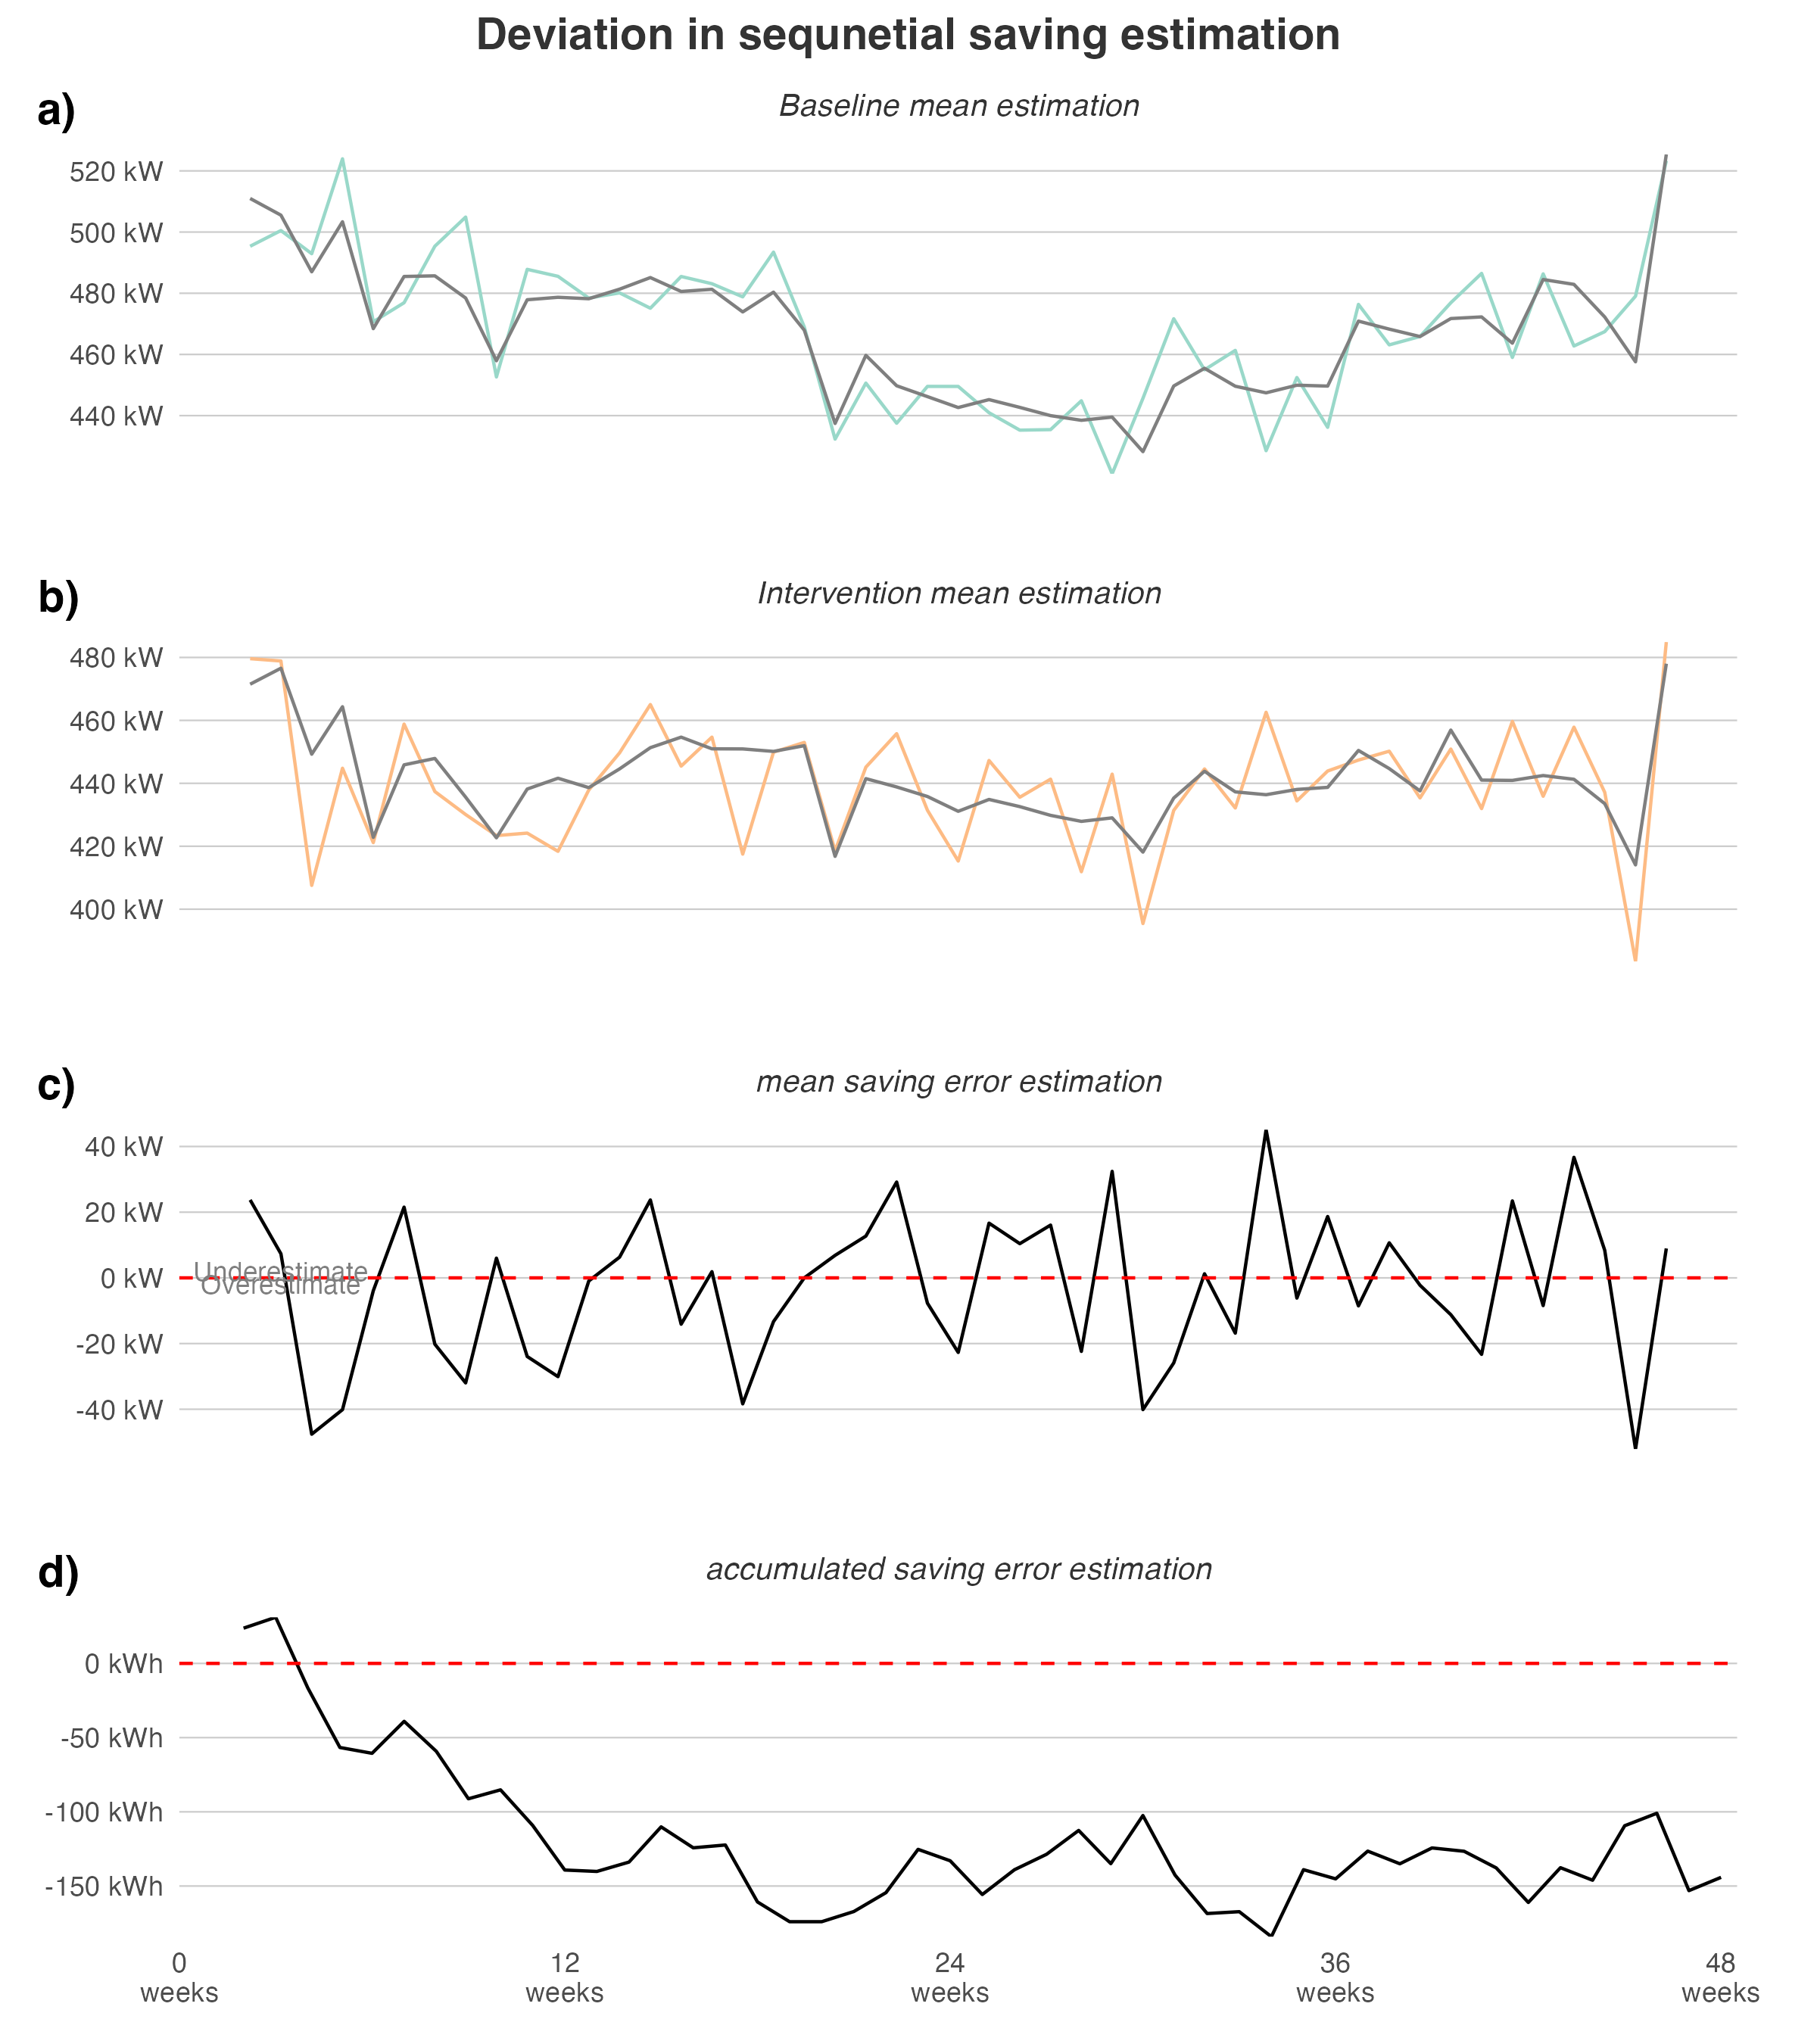 Deviation in sequnetial saving estimation
a)
Baseline mean estimation
520 kW
500 kW
480 kW
460 kW
440 kW
b)
Intervention mean estimation
480 kW
460 kW
440 kW
420 kW
400 kW
c)
mean saving error estimation
40 kW
20 kW
0 kW
-20 kW
-40 kW
Underestimate
Overestimate
d)
accumulated saving error estimation
0 kWh
-50 kWh
-100 kWh
-150 kWh
0
weeks
12
weeks
24
weeks
36
weeks
48
weeks